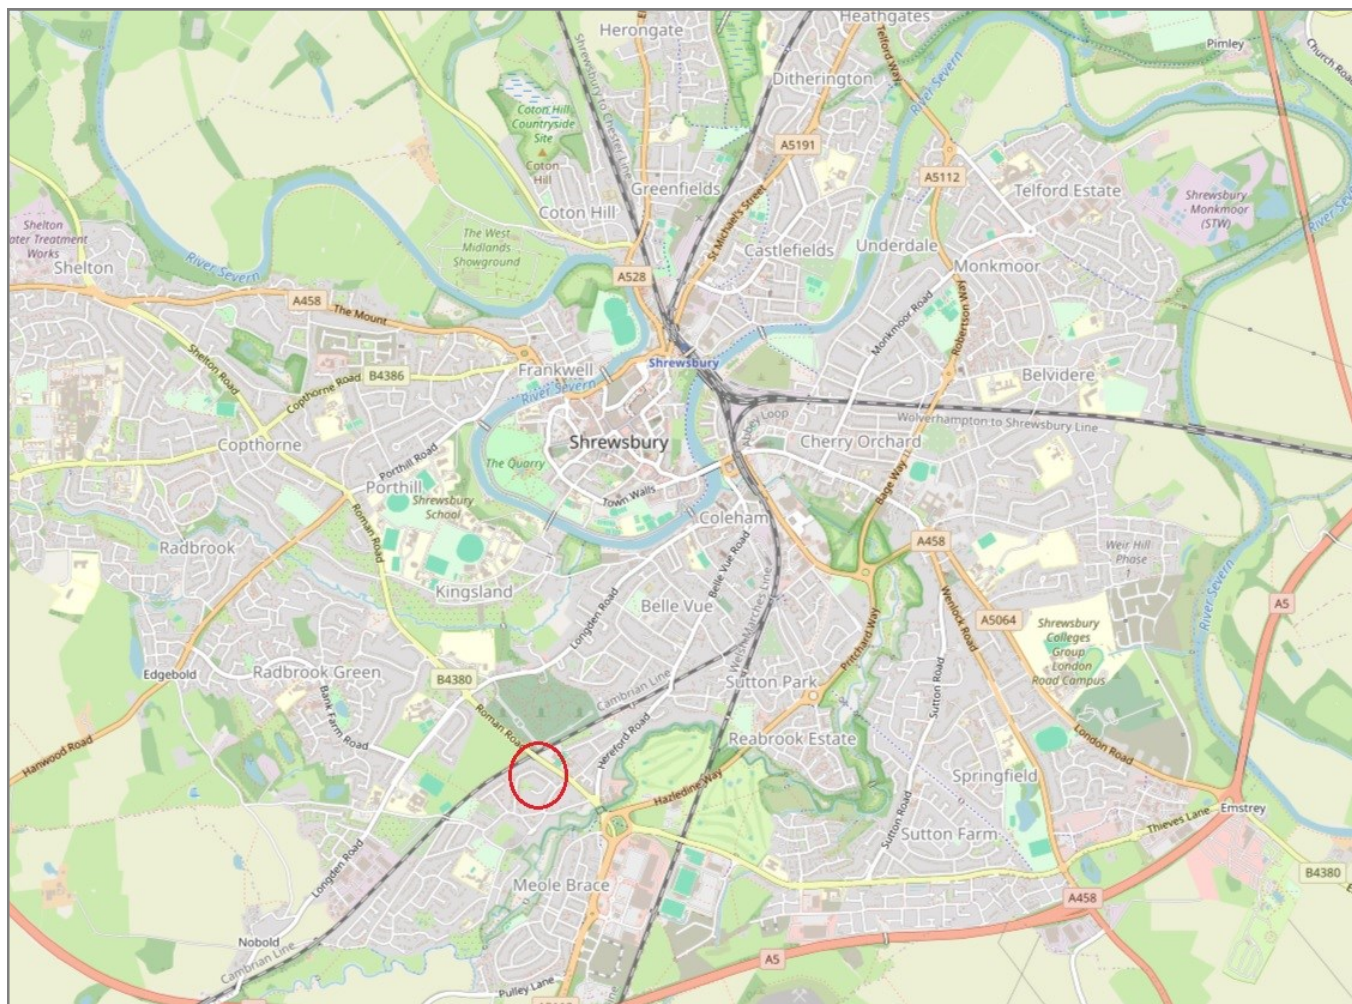 Heathgates
Herongate
Pimley
Church Road
Telford Way
River Severn
Ditherington
Shrewsbury to Chester Line
Coton Hill
Countryside
Site
Coton
Hill
A5191
A5112
Telford Estate
Shrewsbury
Monkmoor
(STW)
Greenfields
St Michael's Street
Coton Hill
Castlefields
Underdale
Shelton
ater Treatment
Works
Shelton
The West
Midlands
Showground
River Severn
A528
Monkmoor
A458
The Mount
Monkmoor Road
Robertson Way
Shelton Road
Frankwell
Shrewsbury
B4386
Copthorne Road
River Severn
Belvidere
Abbey Loop
Wolverhampton to Shrewsbury Line
Copthorne
Shrewsbury
Cherry Orchard
Porthill Road
The Quarry
Porthill
Shrewsbury
School
Town Walls
Bage Way
Coleham
Roman Road
Radbrook
A458
Weir Hill
Phase
1
Kingsland
Belle Vue Road
Belle Vue
Longden Road
Welsh Marches Line
Pritchard Way
Wenlock Road
A5064
A5
River Severn
Shrewsbury
Colleges
Group
London
Road Campus
Edgebold
Radbrook Green
B4380
Cambrian Line
Sutton Park
Sutton Road
Bank Farm Road
Roman Road
Hereford Road
Reabrook Estate
London Road
Hanwood Road
Hazledine Way
Springfield
Emstrey
Thieves Lane
Sutton Road
Sutton Farm
Longden Road
Meole Brace
B4380
A458
Nobold
Cambrian Line
A5
Pulley Lane